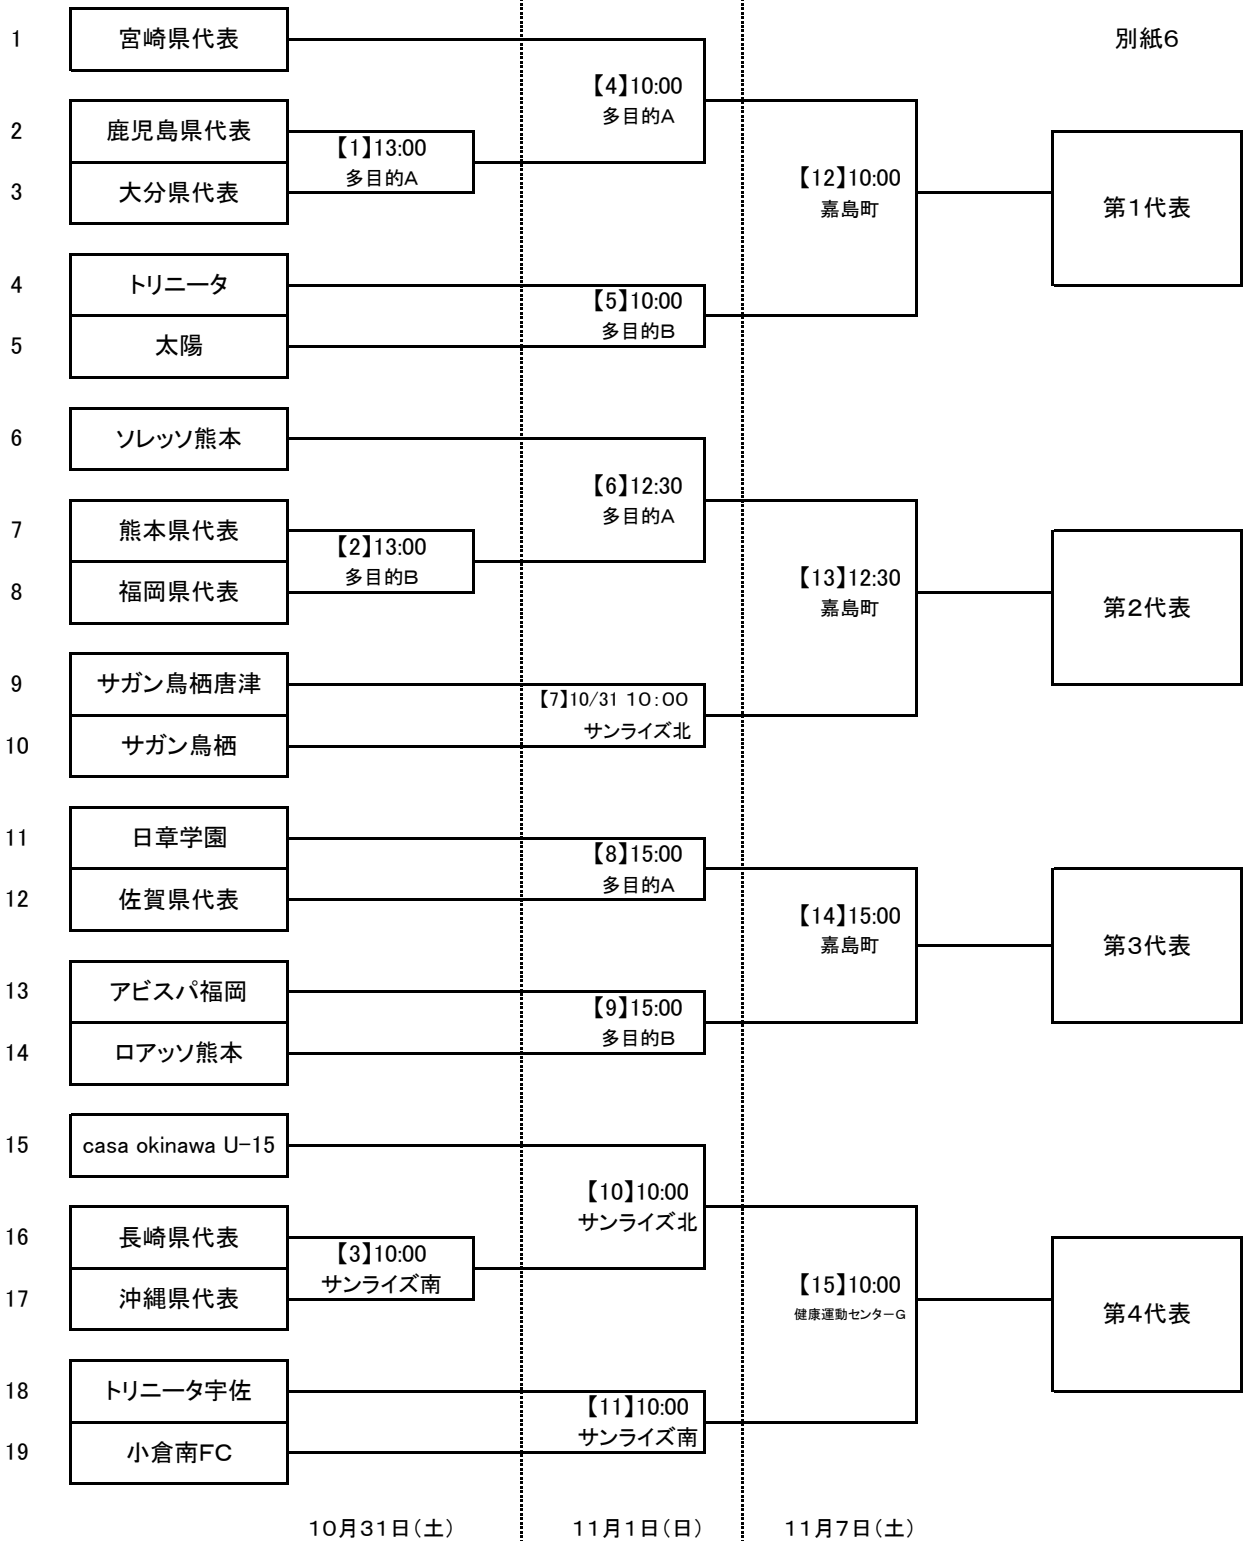 別紙6
1 宮崎県代表
【4】10:00
多目的A
2 鹿児島県代表
【1】13:00
多目的A
3 大分県代表
【12】10:00
嘉島町
第1代表
4 トリニータ
【5】10:00
多目的B
5 太陽
6 ソレッソ熊本
【6】12:30
多目的A
7 熊本県代表
【2】13:00
多目的B
8 福岡県代表
【13】12:30
嘉島町
第2代表
9 サガン鳥栖唐津
【7】10/31 10:00
サンライズ北
10 サガン鳥栖
11 日章学園
【8】15:00
多目的A
12 佐賀県代表
【14】15:00
嘉島町
第3代表
13 アビスパ福岡
【9】15:00
多目的B
14 ロアッソ熊本
15 casa okinawa U-15
【10】10:00
サンライズ北
16 長崎県代表
【3】10:00
サンライズ南
17 沖縄県代表
【15】10:00
健康運動センターG
第4代表
18 トリニータ宇佐
【11】10:00
サンライズ南
19 小倉南FC
10月31日(土) 11月1日(日) 11月7日(土)